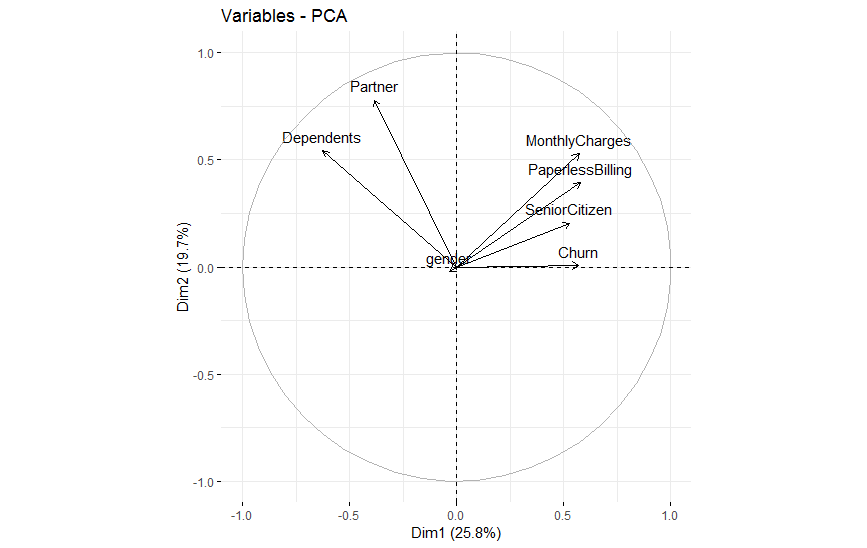 Variables - PCA
1.0
Partner
Dependents
MonthlyCharges
0.5
PaperlessBilling
SeniorCitizen
Churn
gender
0.0
Dim2 (19.7%)
-0.5
-1.0
-1.0 -0.5 0.0 0.5 1.0
Dim1 (25.8%)